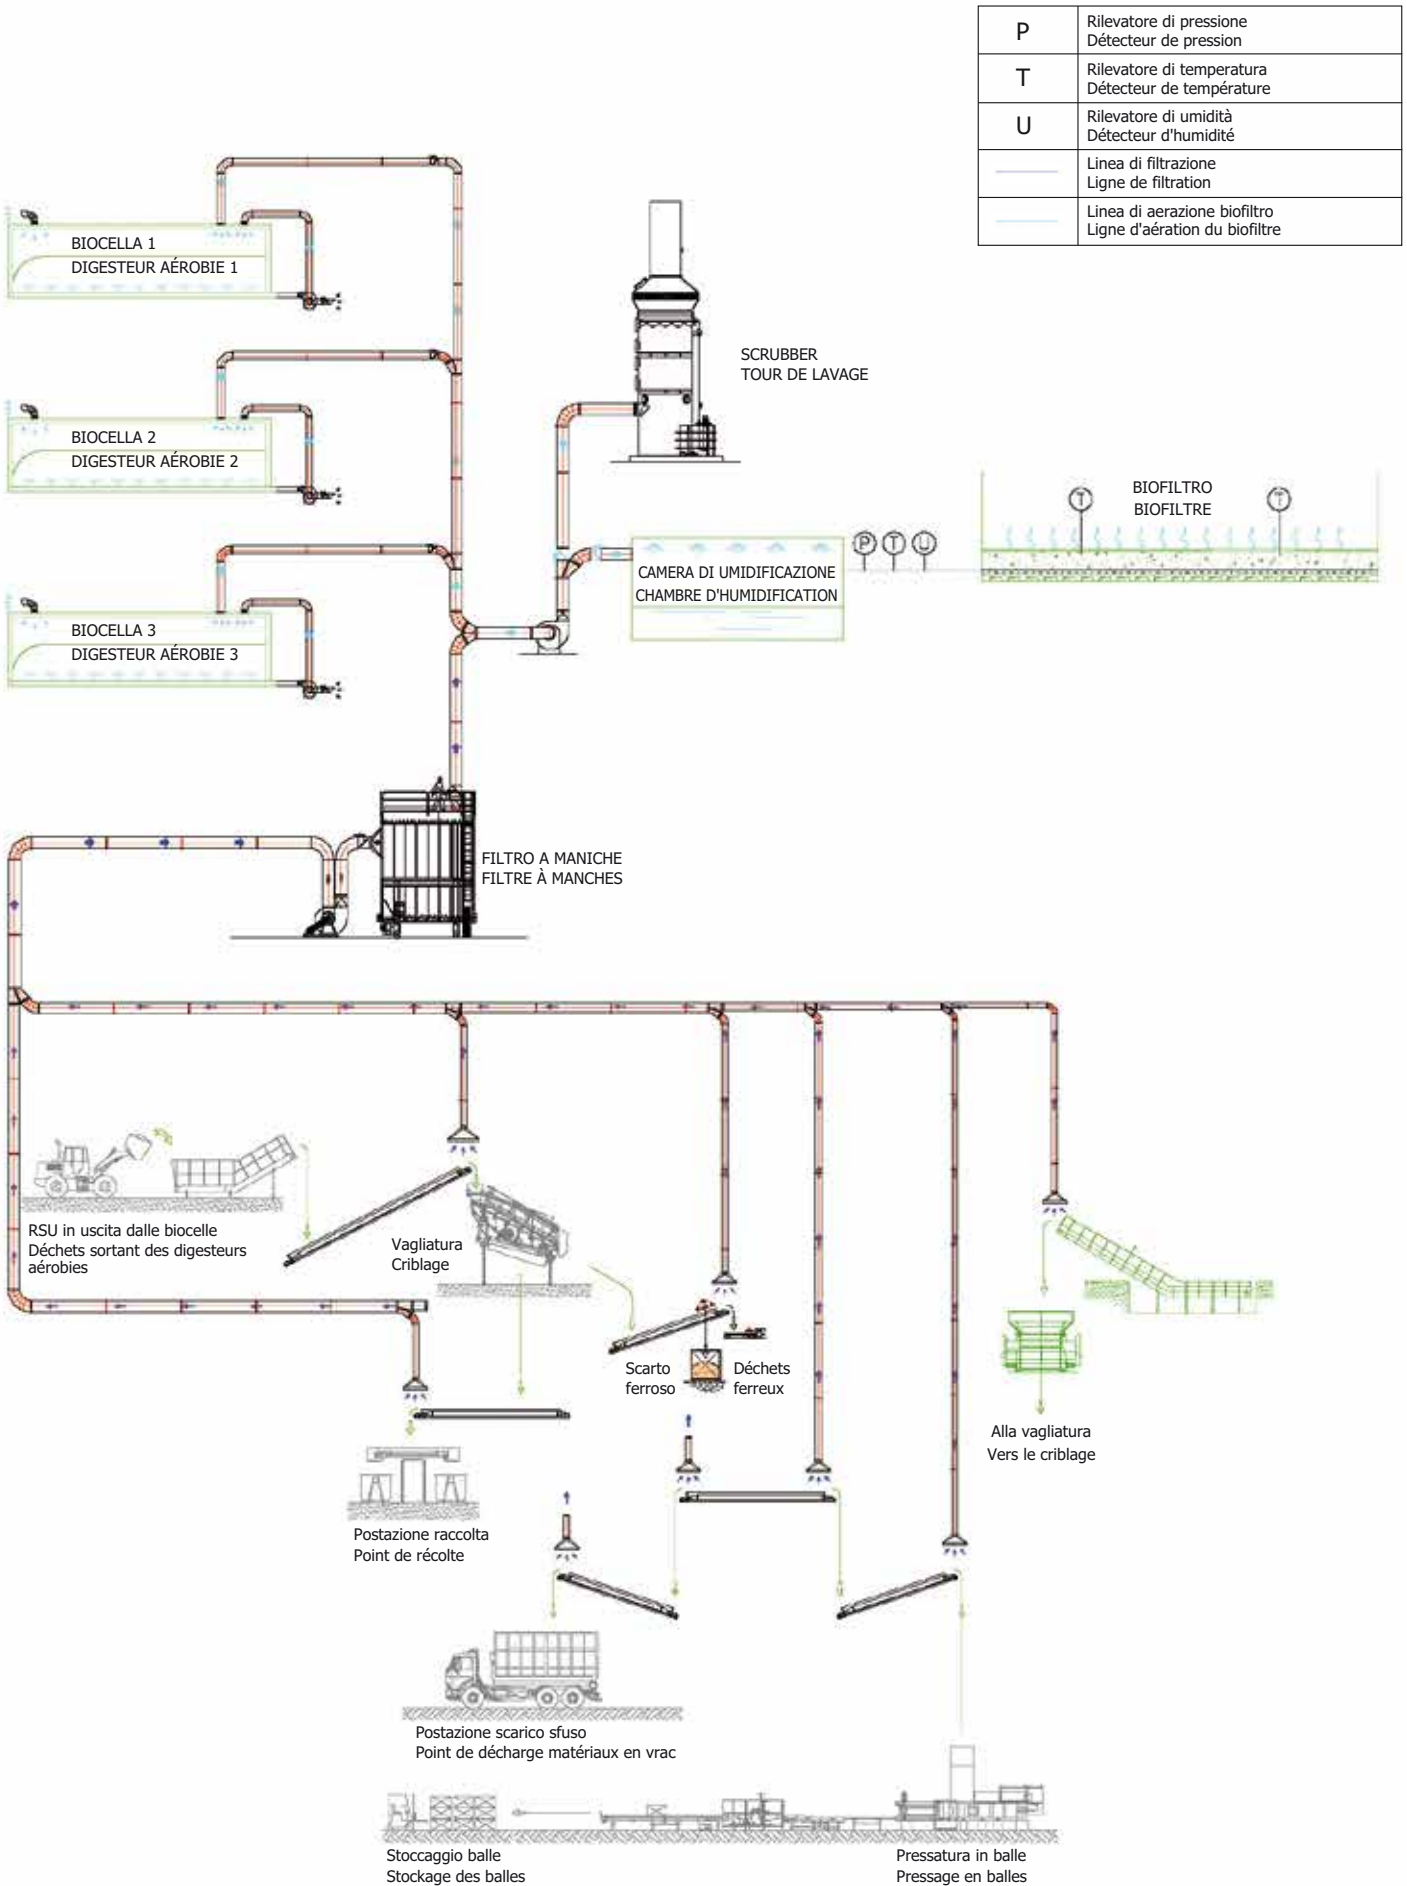 P
Rilevatore di pressione
Détecteur de pression
T
Rilevatore di temperatura
Détecteur de température
U
Rilevatore di umidità
Détecteur d'humidité
Linea di filtrazione
Ligne de filtration
Linea di aerazione biofiltro
Ligne d'aération du biofiltre
BIOCELLA 1
DIGESTEUR AÉROBIE 1
SCRUBBER
TOUR DE LAVAGE
BIOCELLA 2
DIGESTEUR AÉROBIE 2
BIOFILTRO
BIOFILTRE
T
T
P T U
CAMERA DI UMIDIFICAZIONE
CHAMBRE D'HUMIDIFICATION
BIOCELLA 3
DIGESTEUR AÉROBIE 3
FILTRO A MANICHE
FILTRE À MANCHES
RSU in uscita dalle biocelle
Déchets sortant des digesteurs
aérobies
Vagliatura
Criblage
Scarto
ferroso
Déchets
ferreux
Alla vagliatura
Vers le criblage
Postazione raccolta
Point de récolte
Postazione scarico sfuso
Point de décharge matériaux en vrac
Stoccaggio balle
Stockage des balles
Pressatura in balle
Pressage en balles